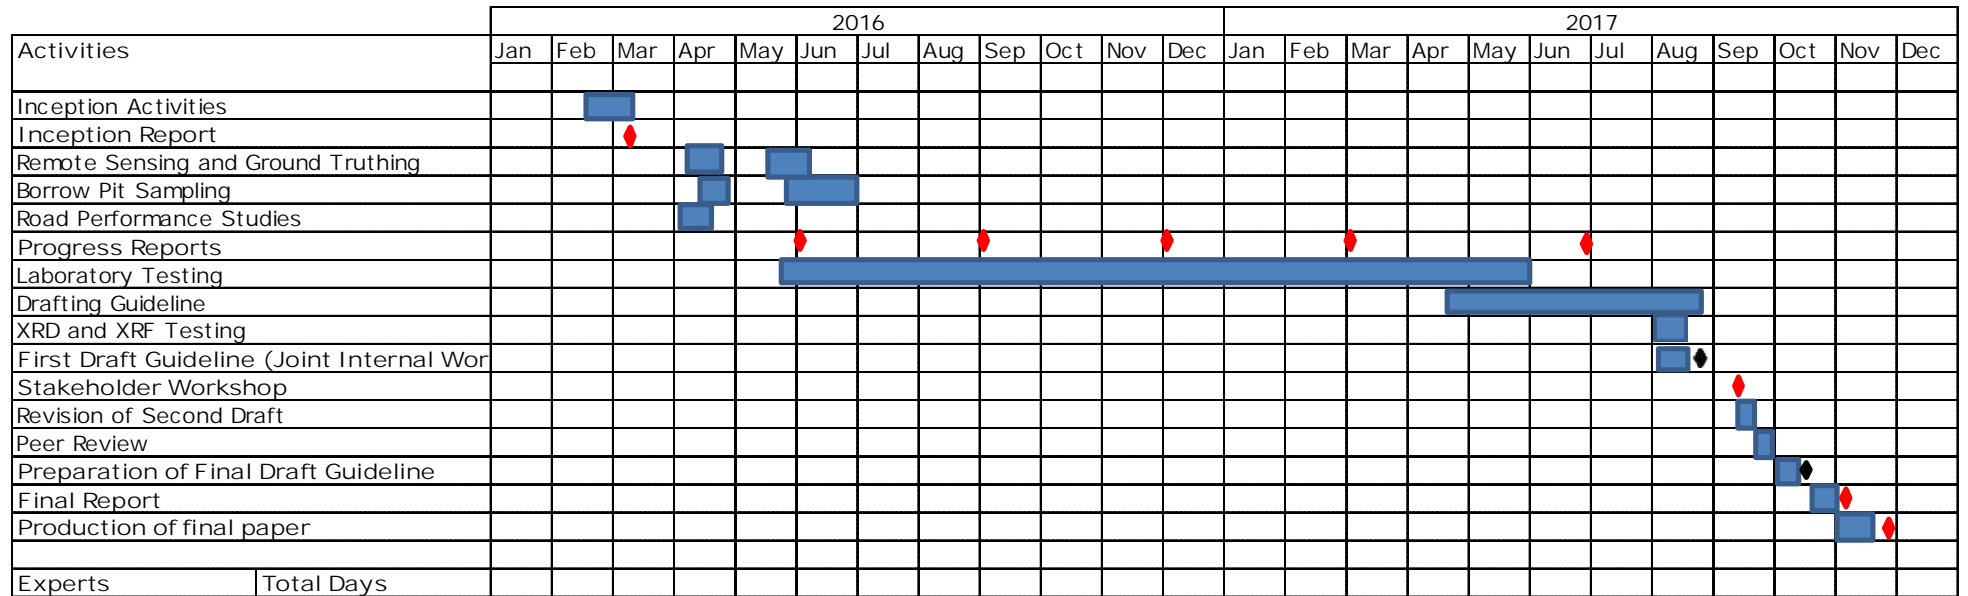 2016 2017
Activities Jan Feb Mar Apr May Jun Jul Aug Sep Oct Nov Dec Jan Feb Mar Apr May Jun Jul Aug Sep Oct Nov Dec
Inception Activities
Inception Report
Remote Sensing and Ground Truthing
Borrow Pit Sampling
Road Performance Studies
Progress Reports
Laboratory Testing
Drafting Guideline
XRD and XRF Testing
First Draft Guideline (Joint Internal Wor
Stakeholder Workshop
Revision of Second Draft
Peer Review
Preparation of Final Draft Guideline
Final Report
Production of final paper
Experts Total Days